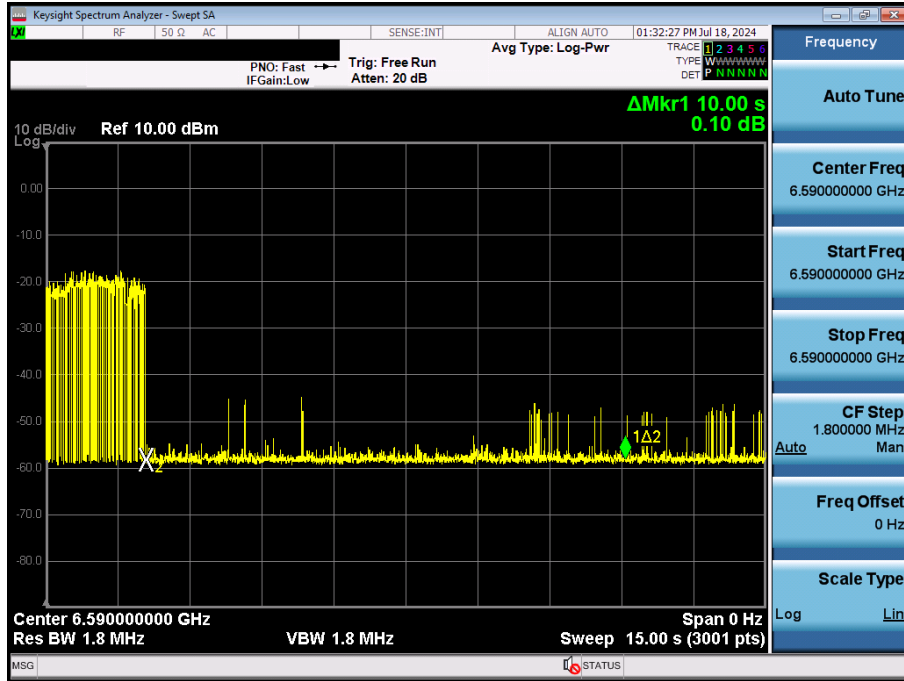 Keysight Spectrum Analyzer - Swept SA
LXI RF 50 Ω AC SENSE:INT ALIGN AUTO 01:32:27 PM Jul 18, 2024
Avg Type: Log-Pwr
TRACE 1 2 3 4 5 6
TYPE WWWWWWW
DET P N N N N N
PNO: Fast
IFGain:Low
Trig: Free Run
Atten: 20 dB
ΔMkr1 10.00 s
0.10 dB
10 dB/div Ref 10.00 dBm
Log
0.00
-10.0
-20.0
-30.0
-40.0
-50.0
-60.0
-70.0
-80.0
1Δ2
2
Center 6.590000000 GHz Span 0 Hz
Res BW 1.8 MHz VBW 1.8 MHz Sweep 15.00 s (3001 pts)
MSG STATUS
Frequency
Auto Tune
Center Freq
6.590000000 GHz
Start Freq
6.590000000 GHz
Stop Freq
6.590000000 GHz
CF Step
1.800000 MHz
Auto Man
Freq Offset
0 Hz
Scale Type
Log Lin